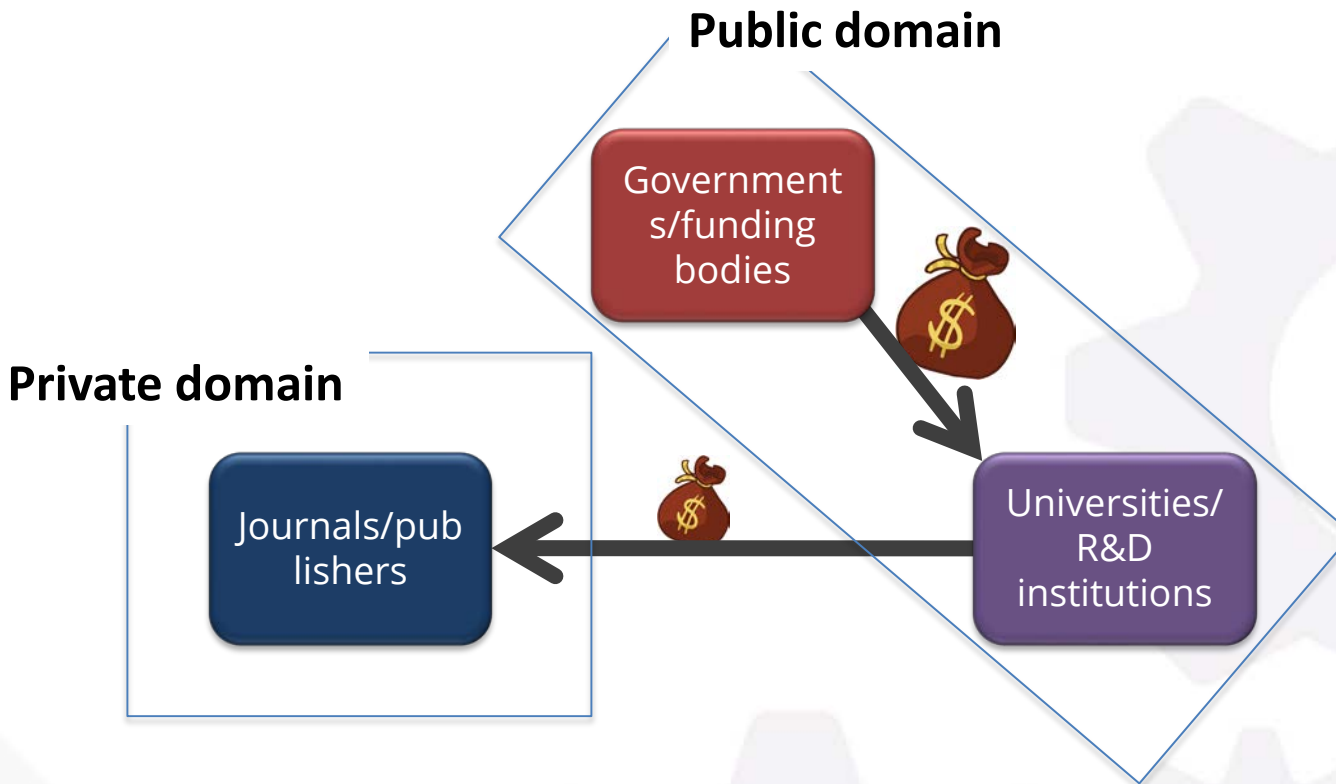 Public domain
Government
s/funding
bodies
$
Private domain
$
Journals/pub
lishers
Universities/
R&D
institutions